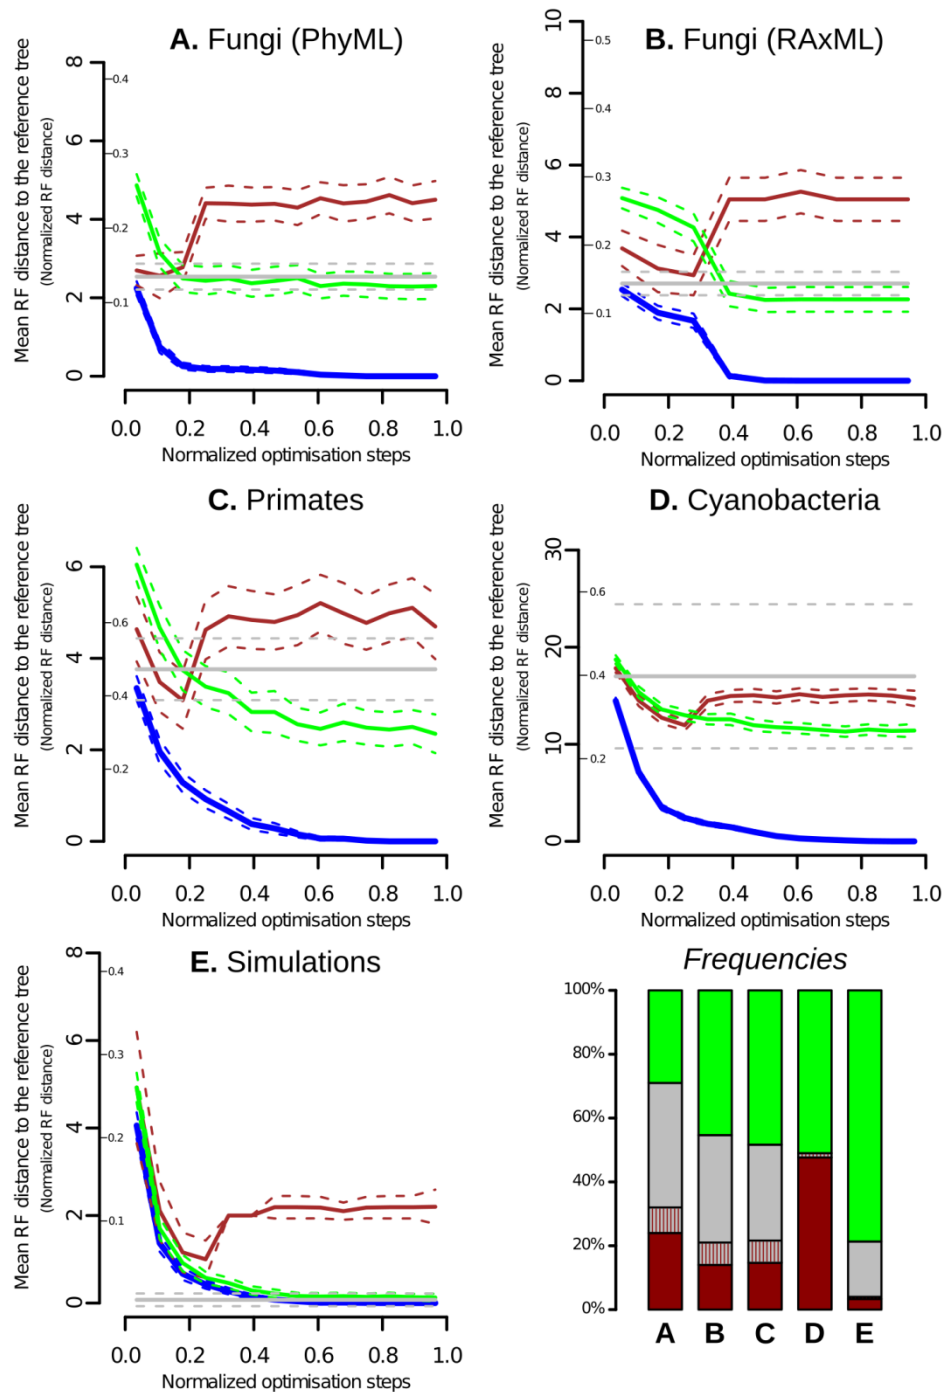 A. Fungi (PhyML)
Mean RF distance to the reference tree
(Normalized RF distance)
8
6
4
2
0
0.4
0.3
0.2
0.1
0.0 0.2 0.4 0.6 0.8 1.0
Normalized optimisation steps
B. Fungi (RAxML)
Mean RF distance to the reference tree
(Normalized RF distance)
10
8
6
4
2
0
0.5
0.4
0.3
0.2
0.1
0.0 0.2 0.4 0.6 0.8 1.0
Normalized optimisation steps
C. Primates
Mean RF distance to the reference tree
(Normalized RF distance)
6
4
2
0
0.6
0.4
0.2
0.0 0.2 0.4 0.6 0.8 1.0
Normalized optimisation steps
D. Cyanobacteria
Mean RF distance to the reference tree
(Normalized RF distance)
30
20
10
0
0.6
0.4
0.2
0.0 0.2 0.4 0.6 0.8 1.0
Normalized optimisation steps
E. Simulations
Mean RF distance to the reference tree
(Normalized RF distance)
8
6
4
2
0
0.4
0.3
0.2
0.1
0.0 0.2 0.4 0.6 0.8 1.0
Normalized optimisation steps
Frequencies
100%
80%
60%
40%
20%
0%
A B C D E